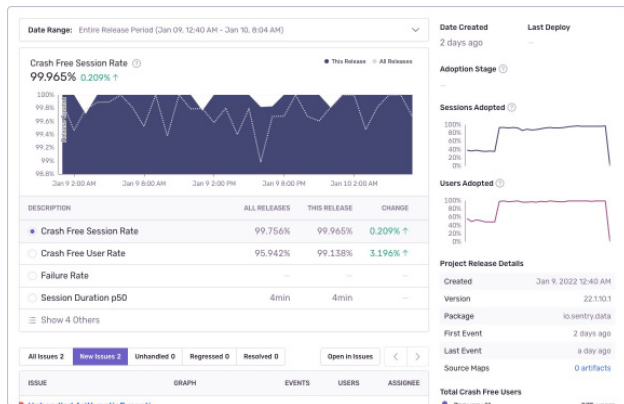 Date Range: Entire Release Period (Jan 09, 12:40 AM - Jan 10, 8:04 AM)
Crash Free Session Rate
This Release
All Releases
99.965% 0.209% ↑
100%
99.8%
99.6%
99.4%
99.2%
99%
98.8%
Jan 9 2:00 AM
Jan 9 8:00 AM
Jan 9 2:00 PM
Jan 9 8:00 PM
Jan 10 2:00 AM
DESCRIPTION ALL RELEASES THIS RELEASE CHANGE
Crash Free Session Rate 99.756% 99.965% 0.209% ↑
Crash Free User Rate 95.942% 99.138% 3.196% ↑
Failure Rate — — —
Session Duration p50 4min 4min —
Show 4 Others
All Issues 2 New Issues 2 Unhandled 0 Regressed 0 Resolved 0 Open in Issues
ISSUE GRAPH EVENTS USERS ASSIGNEE
Date Created Last Deploy
2 days ago —
Adoption Stage
—
Sessions Adopted
100%
80%
60%
40%
20%
0%
Users Adopted
100%
80%
60%
40%
20%
0%
Project Release Details
Created Jan 9, 2022 12:40 AM
Version 22.1.10.1
Package io.sentry.data
First Event 2 days ago
Last Event a day ago
Source Maps 0 artifacts
Total Crash Free Users